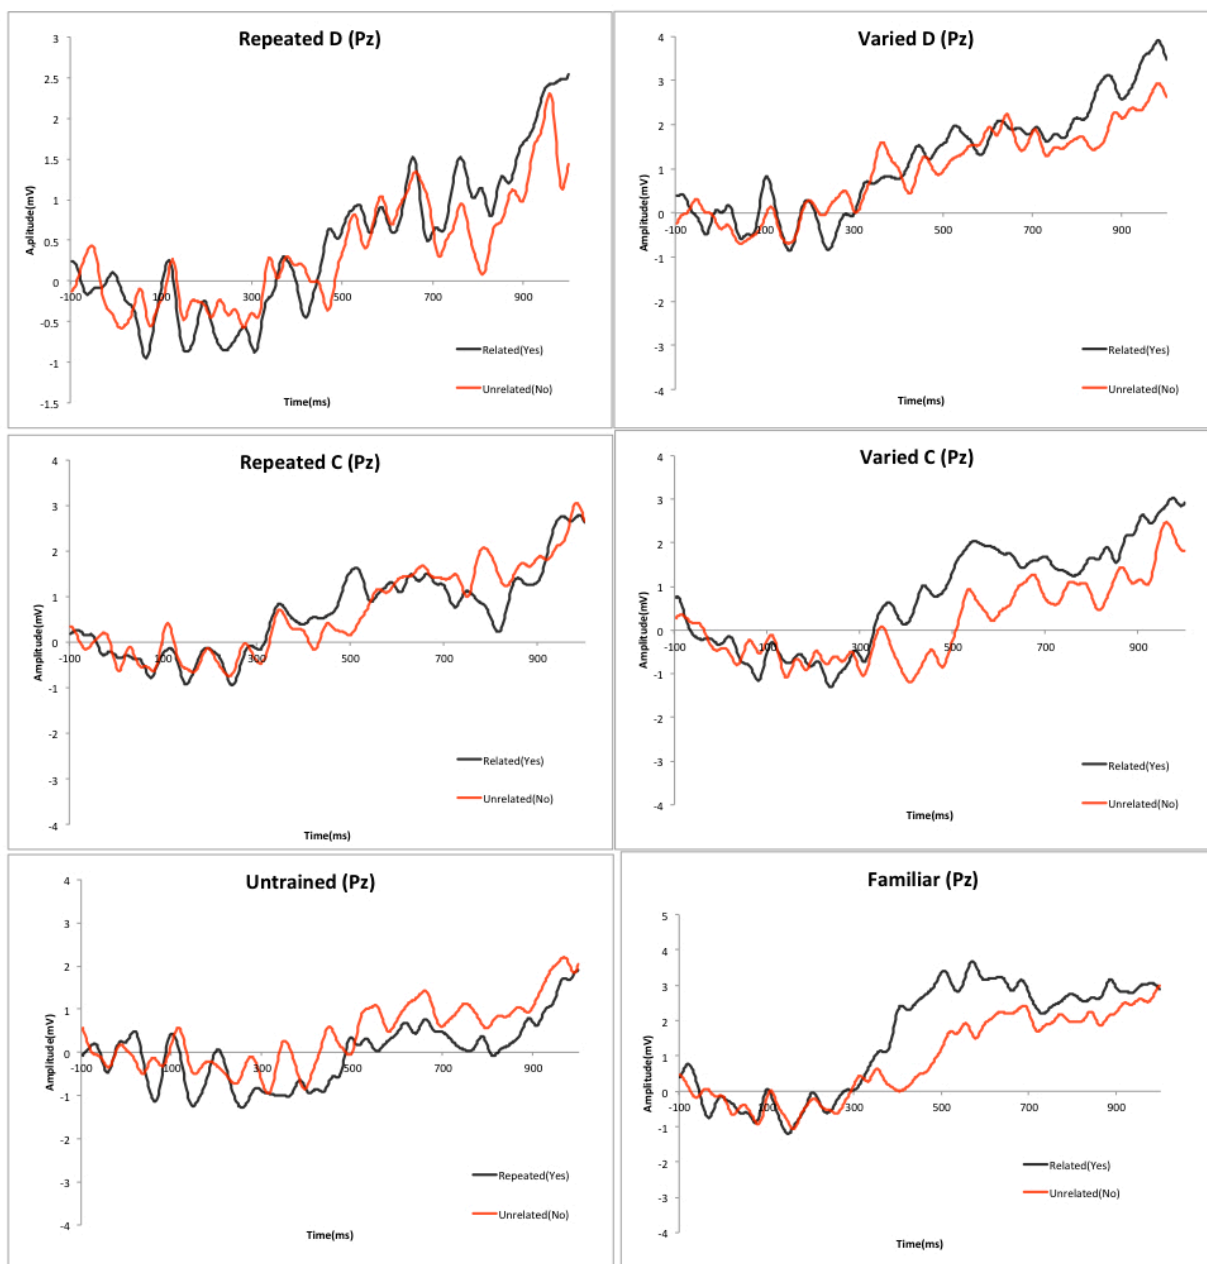 Repeated D (Pz)
3
2.5
2
1.5
1
0.5
0
-0.5
-1
-1.5
-100 100 300 500 700 900
A,plitude(mV)
Related(Yes)
Unrelated(No)
Time(ms)
Varied D (Pz)
4
3
2
1
0
-1
-2
-3
-4
-100 100 300 500 700 900
Amplitude(mV)
Related(Yes)
Unrelated(No)
Time(ms)
Repeated C (Pz)
4
3
2
1
0
-1
-2
-3
-4
-100 100 300 500 700 900
Amplitude(mV)
Related(Yes)
Unrelated(No)
Time(ms)
Varied C (Pz)
4
3
2
1
0
-1
-2
-3
-4
-100 100 300 500 700 900
Amplitude(mV)
Related(Yes)
Unrelated(No)
Time(ms)
Untrained (Pz)
4
3
2
1
0
-1
-2
-3
-4
-100 100 300 500 700 900
Amplitude(mV)
Repeated(Yes)
Unrelated(No)
Time(ms)
Familiar (Pz)
5
4
3
2
1
0
-1
-2
-3
-4
-100 100 300 500 700 900
Amplitude(mV)
Related(Yes)
Unrelated(No)
Time(ms)